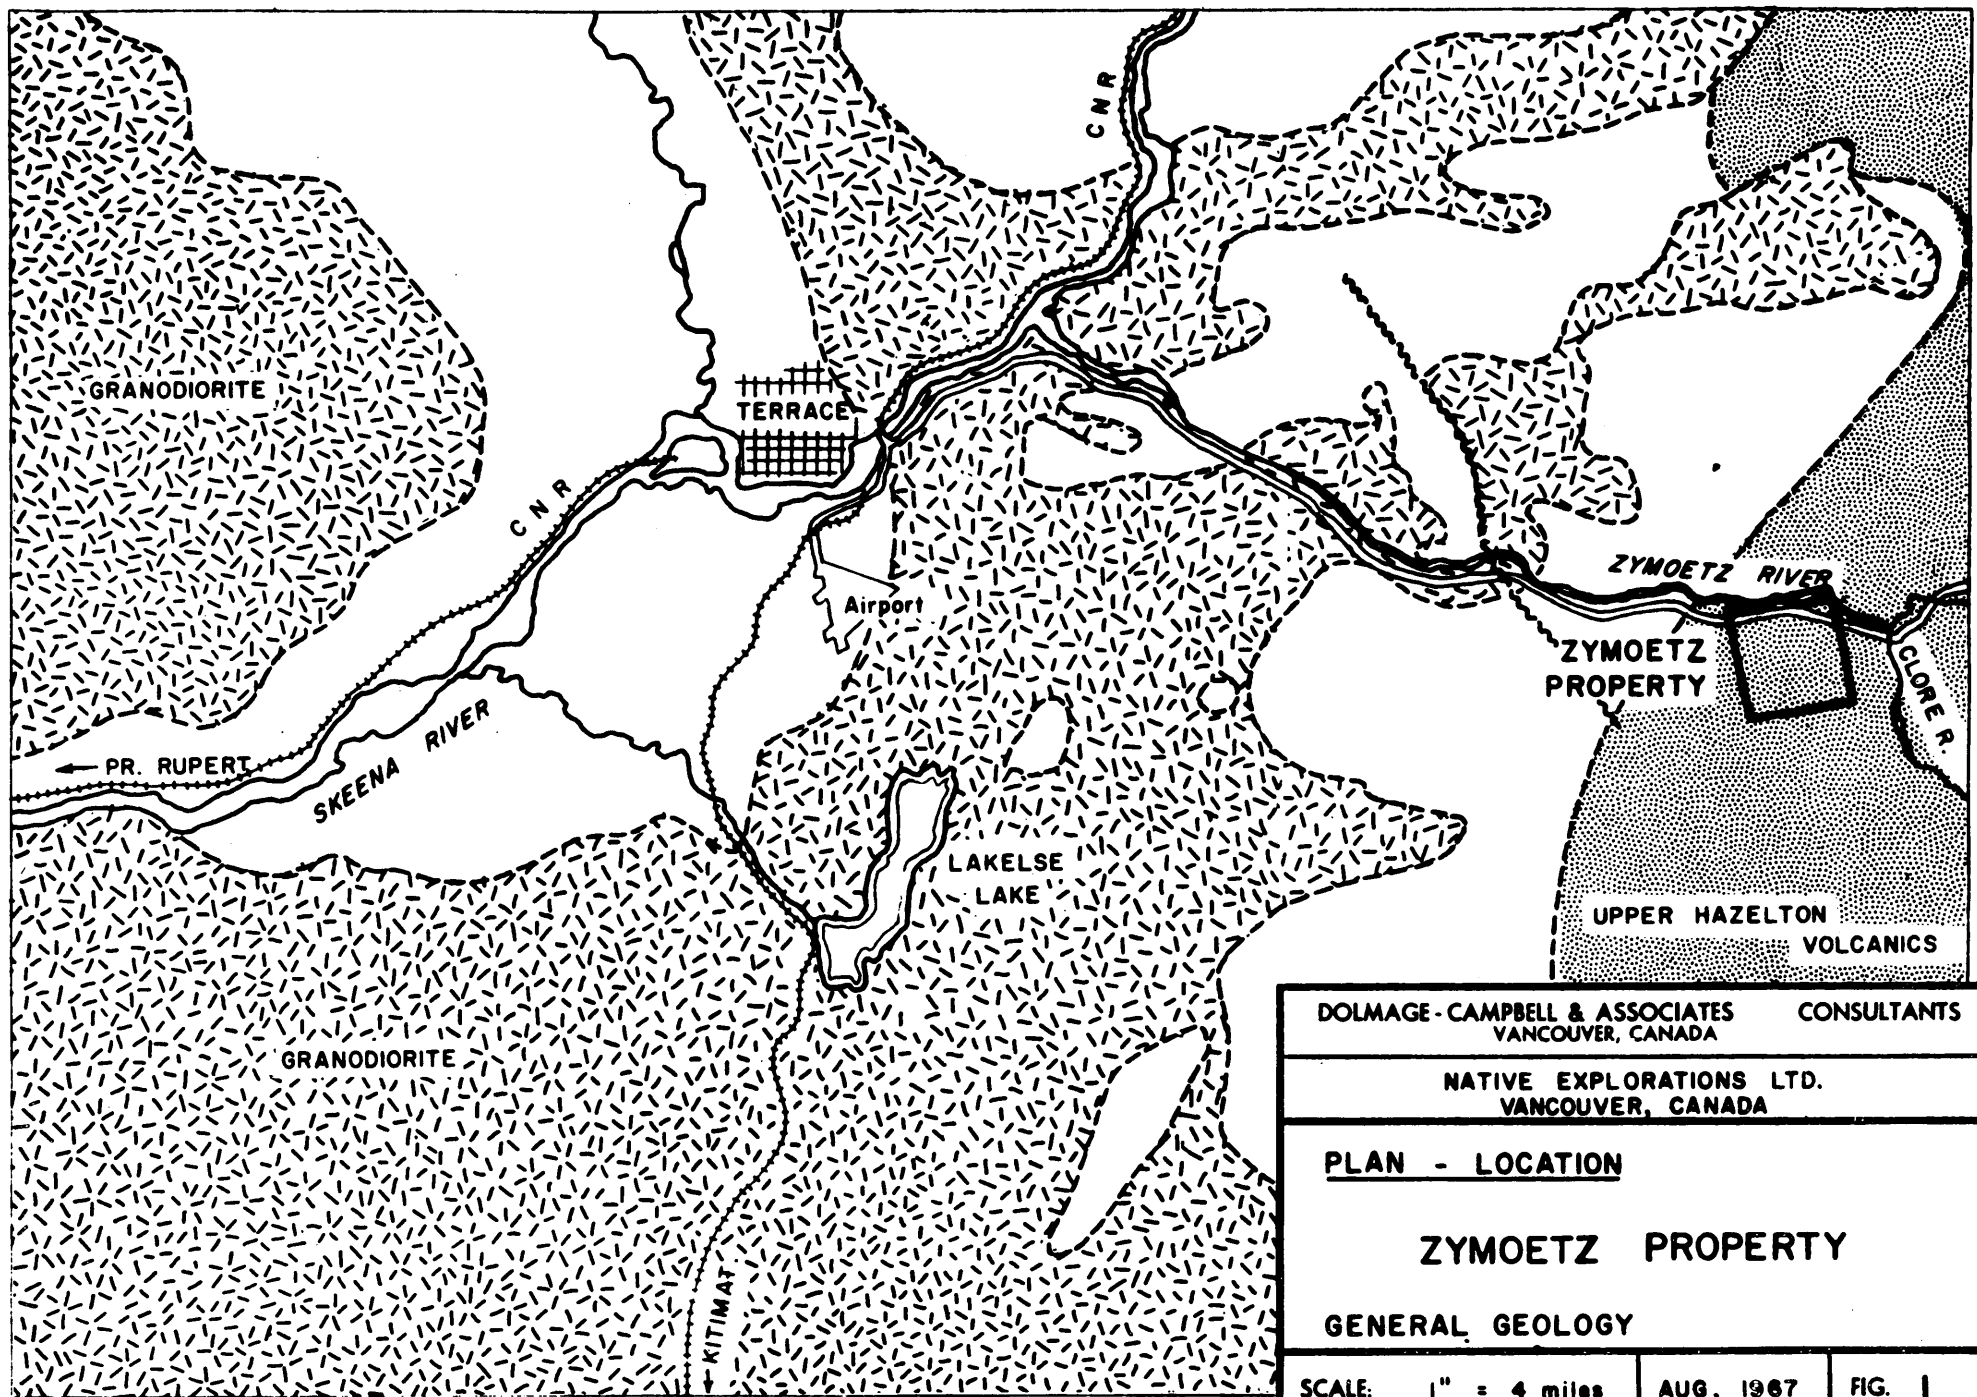 CNR
GRANODIORITE
TERRACE
CNR
ZYMOETZ RIVER
Airport
ZYMOETZ
PROPERTY
CLORE R.
← PR. RUPERT
SKEENA RIVER
LAKELSE
LAKE
UPPER HAZELTON
VOLCANICS
GRANODIORITE
← KITIMAT
DOLMAGE-CAMPBELL & ASSOCIATES CONSULTANTS
VANCOUVER, CANADA
NATIVE EXPLORATIONS LTD.
VANCOUVER, CANADA
PLAN - LOCATION
ZYMOETZ PROPERTY
GENERAL GEOLOGY
SCALE: 1" = 4 miles AUG. 1967 FIG. 1